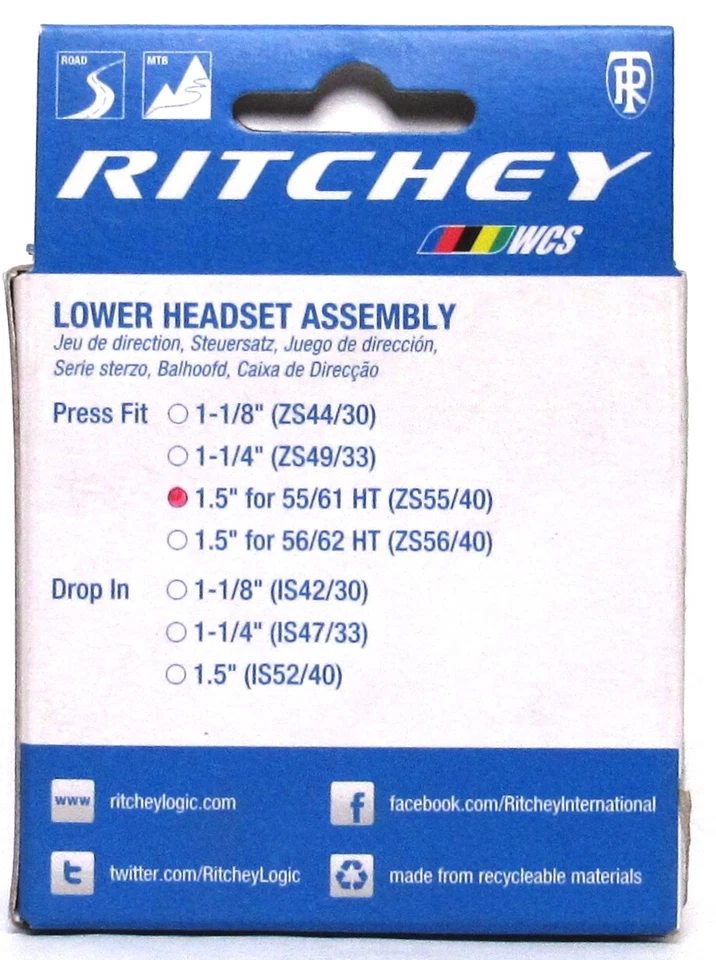 ROAD
MTB
RITCHEY
WCS
LOWER HEADSET ASSEMBLY
Jeu de direction, Steuersatz, Juego de dirección,
Serie sterzo, Balhoofd, Caixa de Direcção
Press Fit 1-1/8" (ZS44/30)
1-1/4" (ZS49/33)
1.5" for 55/61 HT (ZS55/40)
1.5" for 56/62 HT (ZS56/40)
Drop In 1-1/8" (IS42/30)
1-1/4" (IS47/33)
1.5" (IS52/40)
www ritcheylogic.com f facebook.com/RitcheyInternational
t twitter.com/RitcheyLogic made from recycleable materials